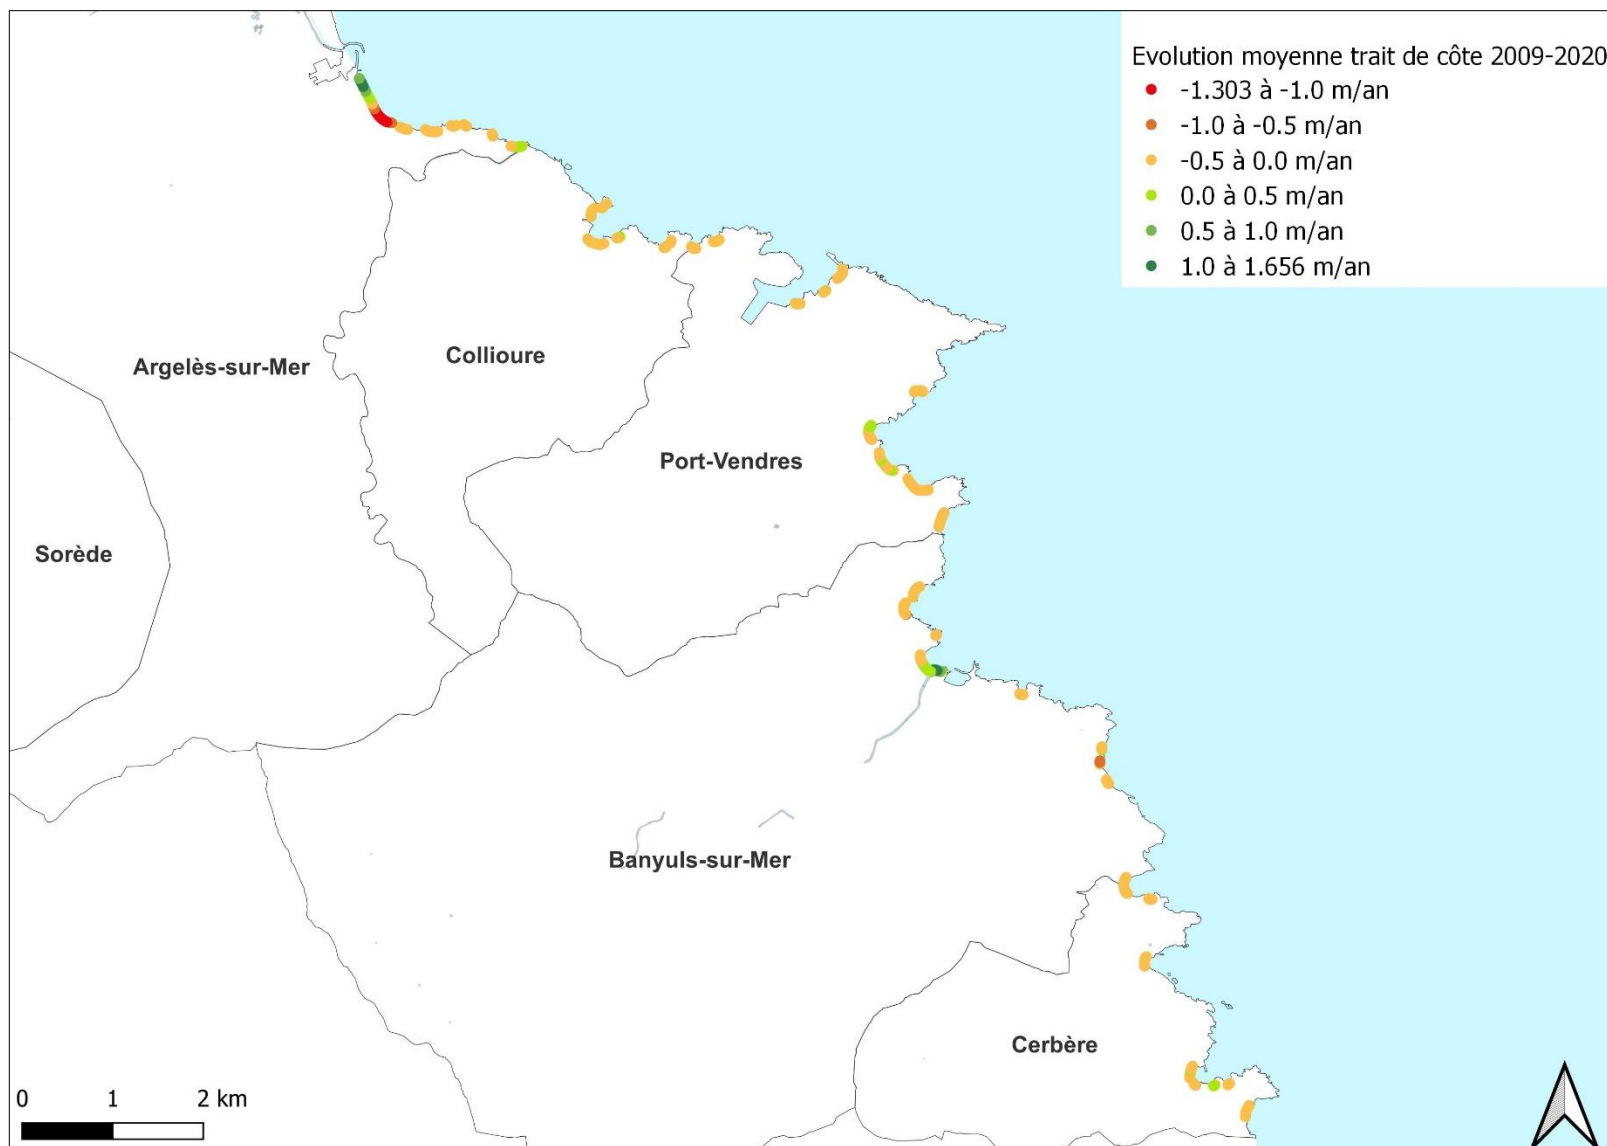 Evolution moyenne trait de côte 2009-2020
-1.303 à -1.0 m/an
-1.0 à -0.5 m/an
-0.5 à 0.0 m/an
0.0 à 0.5 m/an
0.5 à 1.0 m/an
1.0 à 1.656 m/an
Collioure
Argelès-sur-Mer
Port-Vendres
Sorède
Banyuls-sur-Mer
Cerbère
0 1 2 km